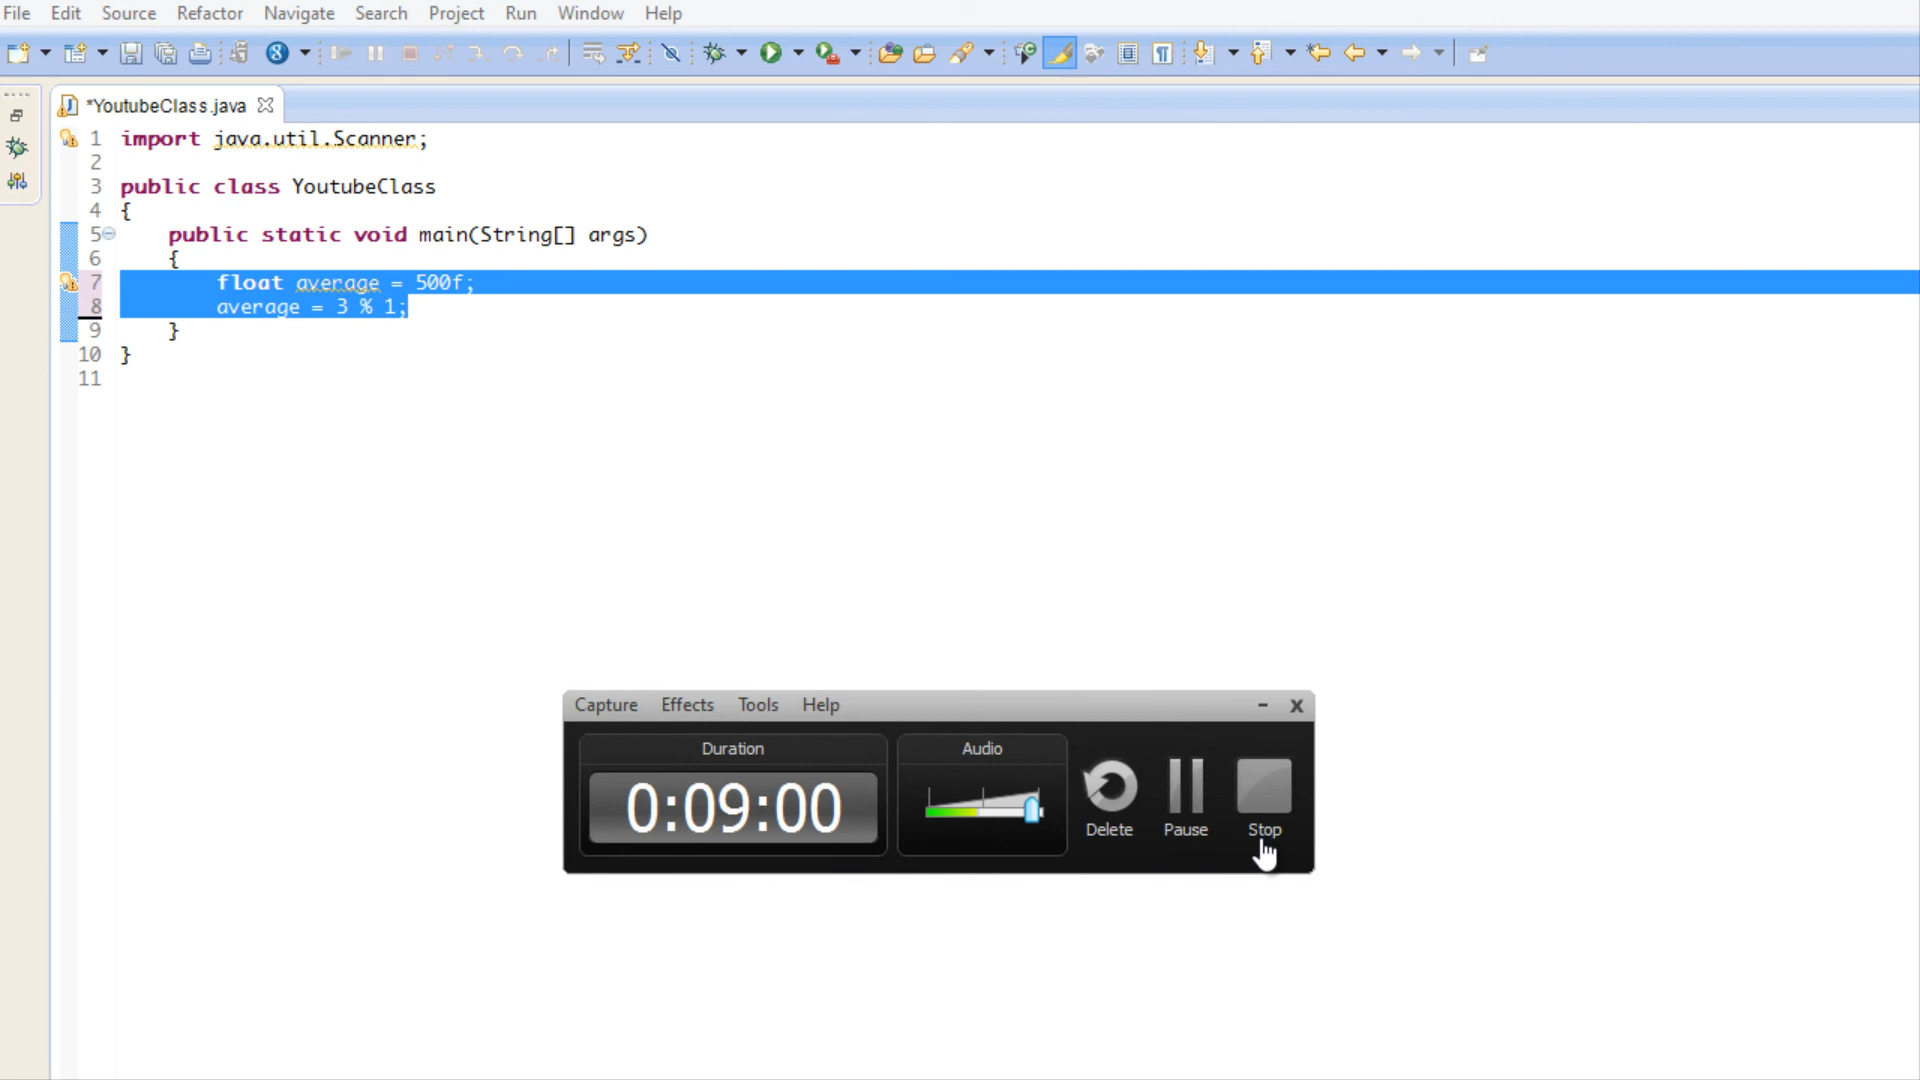 File Edit Source Refactor Navigate Search Project Run Window Help
*YoutubeClass.java
1 import java.util.Scanner;
2
3 public class YoutubeClass
4 {
5 public static void main(String[] args)
6 {
7 float average = 500f;
8 average = 3 % 1;
9 }
10 }
11
Capture Effects Tools Help
Duration Audio
0:09:00
Delete Pause Stop